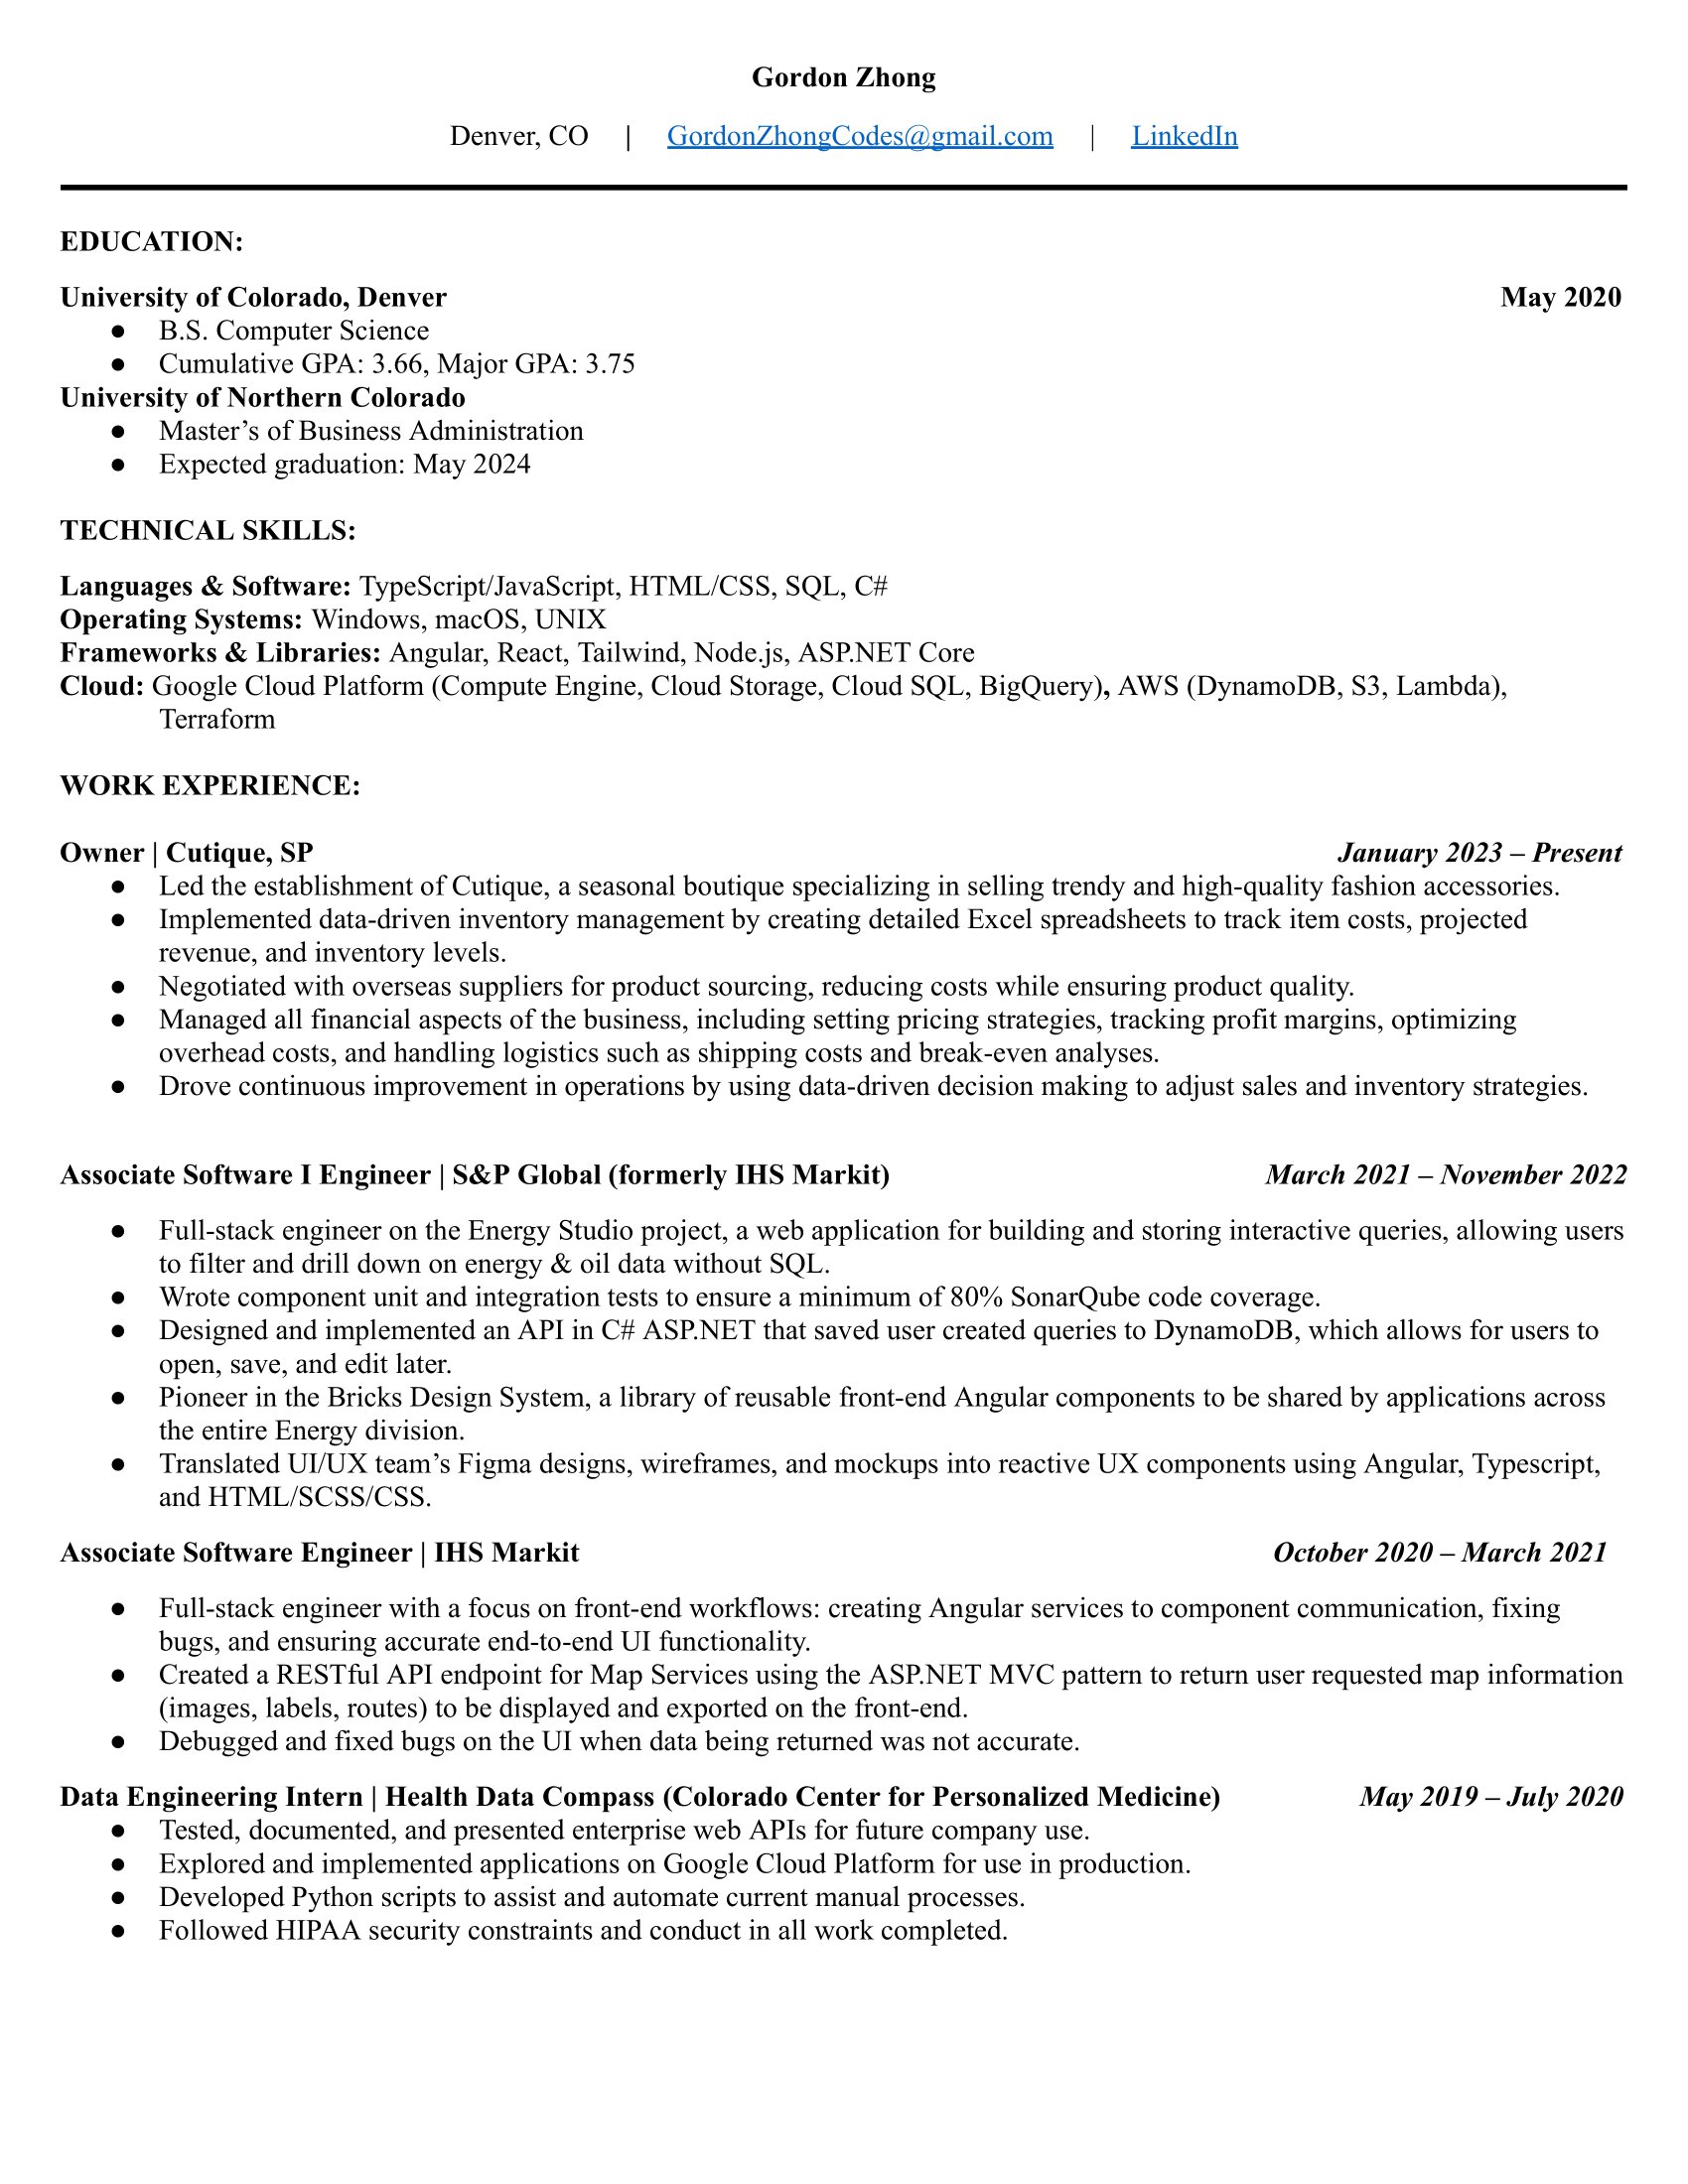 Gordon Zhong
Denver, CO | GordonZhongCodes@gmail.com | LinkedIn
EDUCATION:
University of Colorado, Denver May 2020
● B.S. Computer Science
● Cumulative GPA: 3.66, Major GPA: 3.75
University of Northern Colorado
● Master’s of Business Administration
● Expected graduation: May 2024
TECHNICAL SKILLS:
Languages & Software: TypeScript/JavaScript, HTML/CSS, SQL, C#
Operating Systems: Windows, macOS, UNIX
Frameworks & Libraries: Angular, React, Tailwind, Node.js, ASP.NET Core
Cloud: Google Cloud Platform (Compute Engine, Cloud Storage, Cloud SQL, BigQuery), AWS (DynamoDB, S3, Lambda),
Terraform
WORK EXPERIENCE:
Owner | Cutique, SP January 2023 – Present
● Led the establishment of Cutique, a seasonal boutique specializing in selling trendy and high-quality fashion accessories.
● Implemented data-driven inventory management by creating detailed Excel spreadsheets to track item costs, projected
revenue, and inventory levels.
● Negotiated with overseas suppliers for product sourcing, reducing costs while ensuring product quality.
● Managed all financial aspects of the business, including setting pricing strategies, tracking profit margins, optimizing
overhead costs, and handling logistics such as shipping costs and break-even analyses.
● Drove continuous improvement in operations by using data-driven decision making to adjust sales and inventory strategies.
Associate Software I Engineer | S&P Global (formerly IHS Markit) March 2021 – November 2022
● Full-stack engineer on the Energy Studio project, a web application for building and storing interactive queries, allowing users
to filter and drill down on energy & oil data without SQL.
● Wrote component unit and integration tests to ensure a minimum of 80% SonarQube code coverage.
● Designed and implemented an API in C# ASP.NET that saved user created queries to DynamoDB, which allows for users to
open, save, and edit later.
● Pioneer in the Bricks Design System, a library of reusable front-end Angular components to be shared by applications across
the entire Energy division.
● Translated UI/UX team’s Figma designs, wireframes, and mockups into reactive UX components using Angular, Typescript,
and HTML/SCSS/CSS.
Associate Software Engineer | IHS Markit October 2020 – March 2021
● Full-stack engineer with a focus on front-end workflows: creating Angular services to component communication, fixing
bugs, and ensuring accurate end-to-end UI functionality.
● Created a RESTful API endpoint for Map Services using the ASP.NET MVC pattern to return user requested map information
(images, labels, routes) to be displayed and exported on the front-end.
● Debugged and fixed bugs on the UI when data being returned was not accurate.
Data Engineering Intern | Health Data Compass (Colorado Center for Personalized Medicine) May 2019 – July 2020
● Tested, documented, and presented enterprise web APIs for future company use.
● Explored and implemented applications on Google Cloud Platform for use in production.
● Developed Python scripts to assist and automate current manual processes.
● Followed HIPAA security constraints and conduct in all work completed.